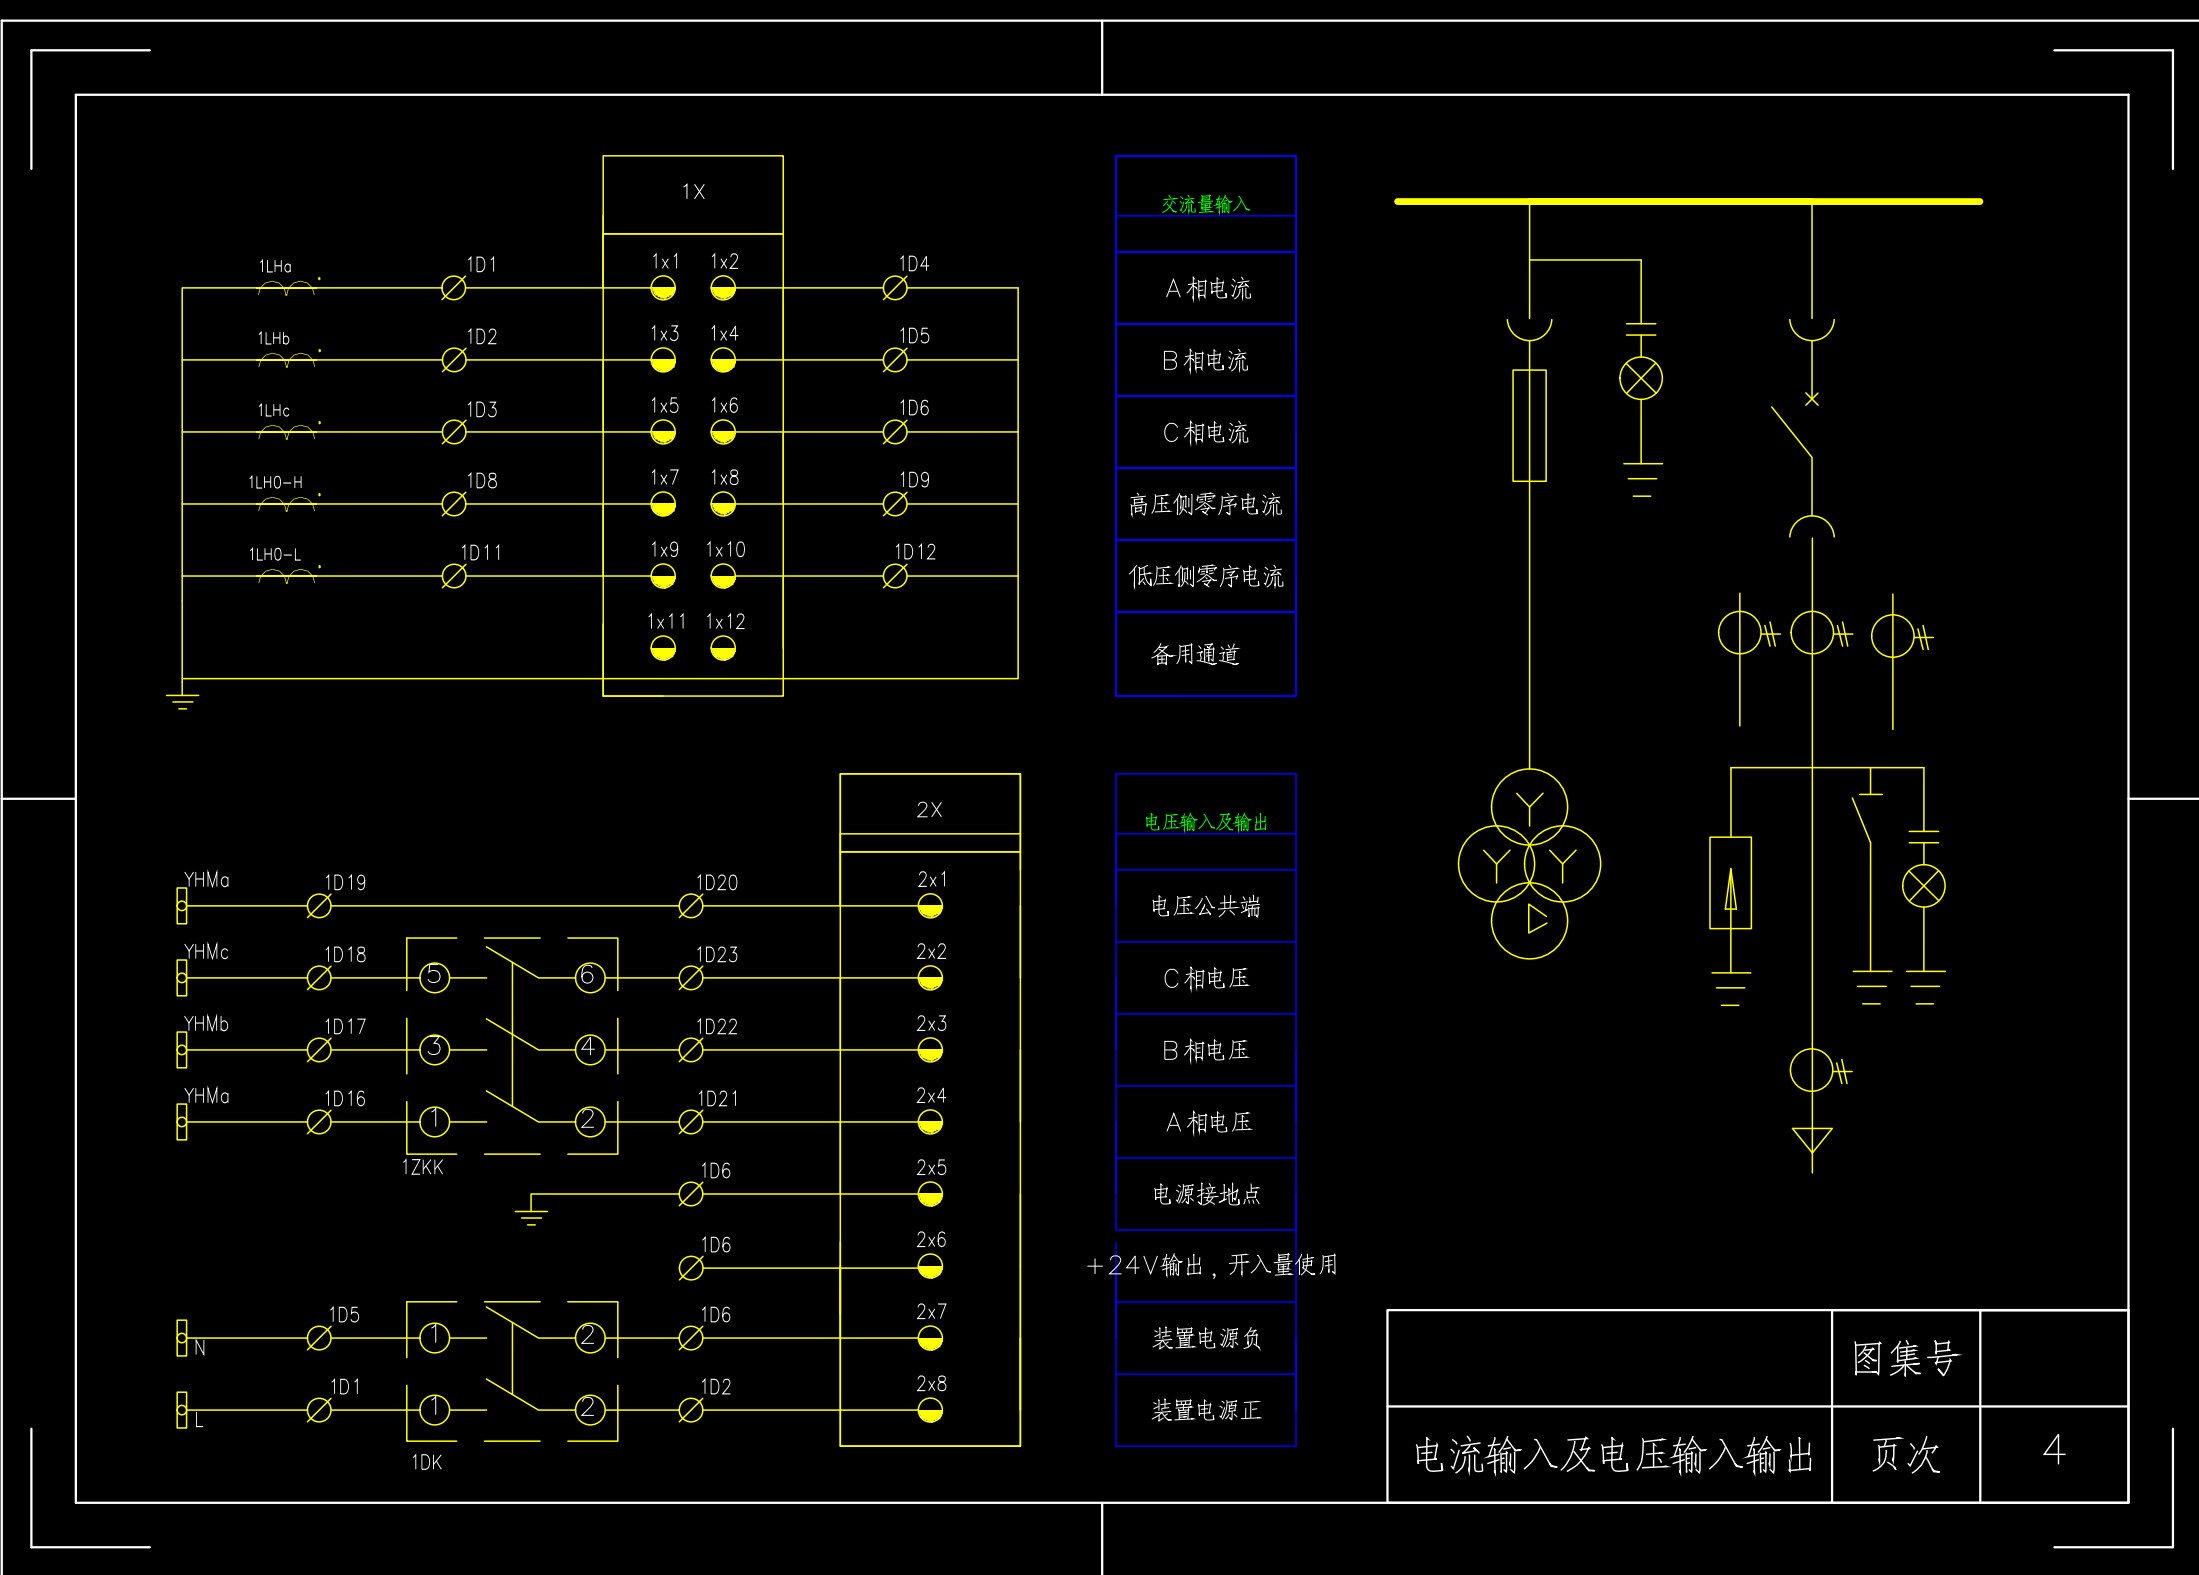 1X
交流量输入
1LHa 1D1 1x1 1x2 1D4 A相电流
1LHb 1D2 1x3 1x4 1D5 B相电流
1LHc 1D3 1x5 1x6 1D6 C相电流
1LH0-H 1D8 1x7 1x8 1D9 高压侧零序电流
1LH0-L 1D11 1x9 1x10 1D12 低压侧零序电流
1x11 1x12 备用通道
2X
电压输入及输出
YHMa 1D19 1D20 2x1 电压公共端
YHMc 1D18 5 6 1D23 2x2 C相电压
YHMb 1D17 3 4 1D22 2x3 B相电压
YHMa 1D16 1 2 1D21 2x4 A相电压
1ZKK
1D6 2x5 电源接地点
1D6 2x6 +24V输出，开入量使用
N 1D5 1 2 1D6 2x7 装置电源负
L 1D1 1 2 1D2 2x8 装置电源正
1DK
图集号
电流输入及电压输入输出 页次 4